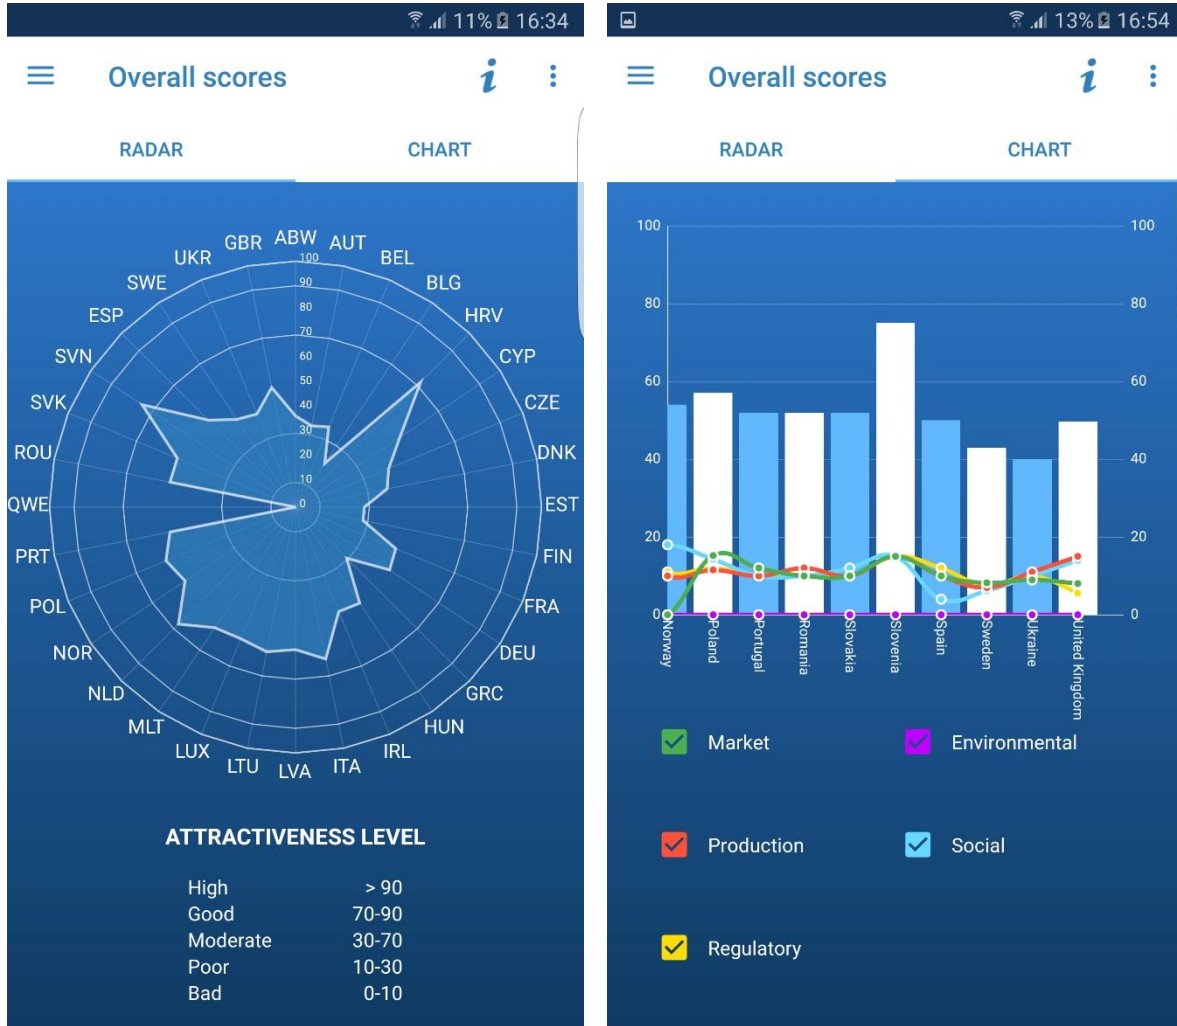 11% 16:34
Overall scores
RADAR CHART
ABW
AUT
BEL
BLG
HRV
CYP
CZE
DNK
EST
FIN
FRA
DEU
GRC
HUN
IRL
ITA
LVA
LTU
LUX
MLT
NLD
NOR
POL
PRT
QWE
ROU
SVK
SVN
ESP
SWE
UKR
GBR
100
90
80
70
60
50
40
30
20
10
0
ATTRACTIVENESS LEVEL
High > 90
Good 70-90
Moderate 30-70
Poor 10-30
Bad 0-10
13% 16:54
Overall scores
RADAR CHART
100 100
80 80
60 60
40 40
20 20
0 0
Norway
Poland
Portugal
Romania
Slovakia
Slovenia
Spain
Sweden
Ukraine
United Kingdom
Market Environmental
Production Social
Regulatory